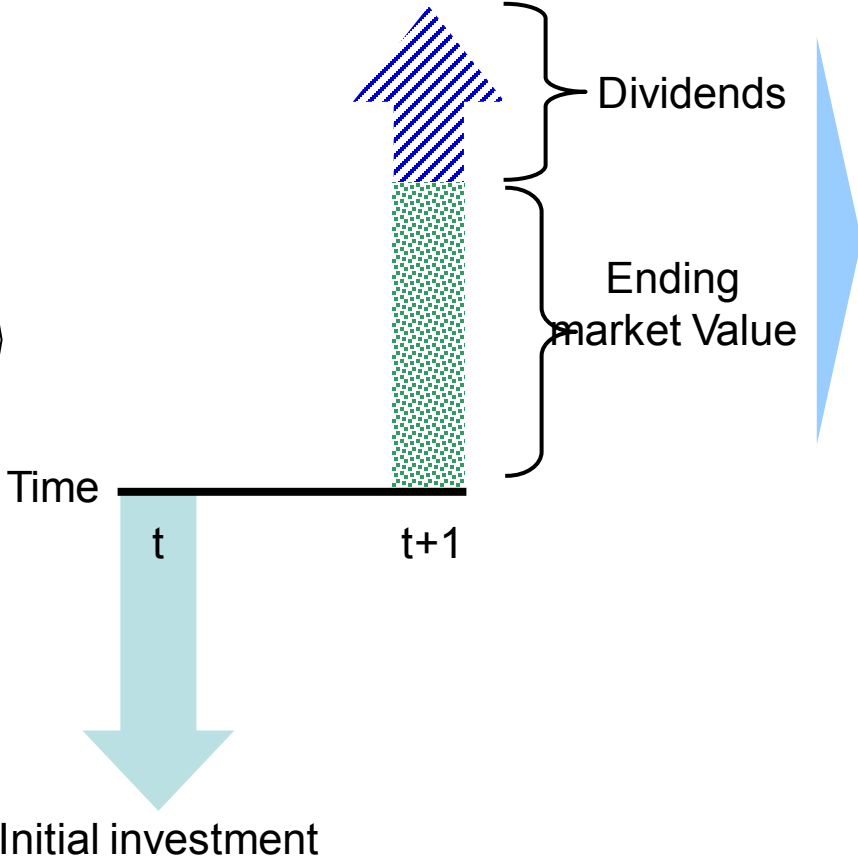 Dividends
Ending
market Value
Time
t
t+1
Initial investment